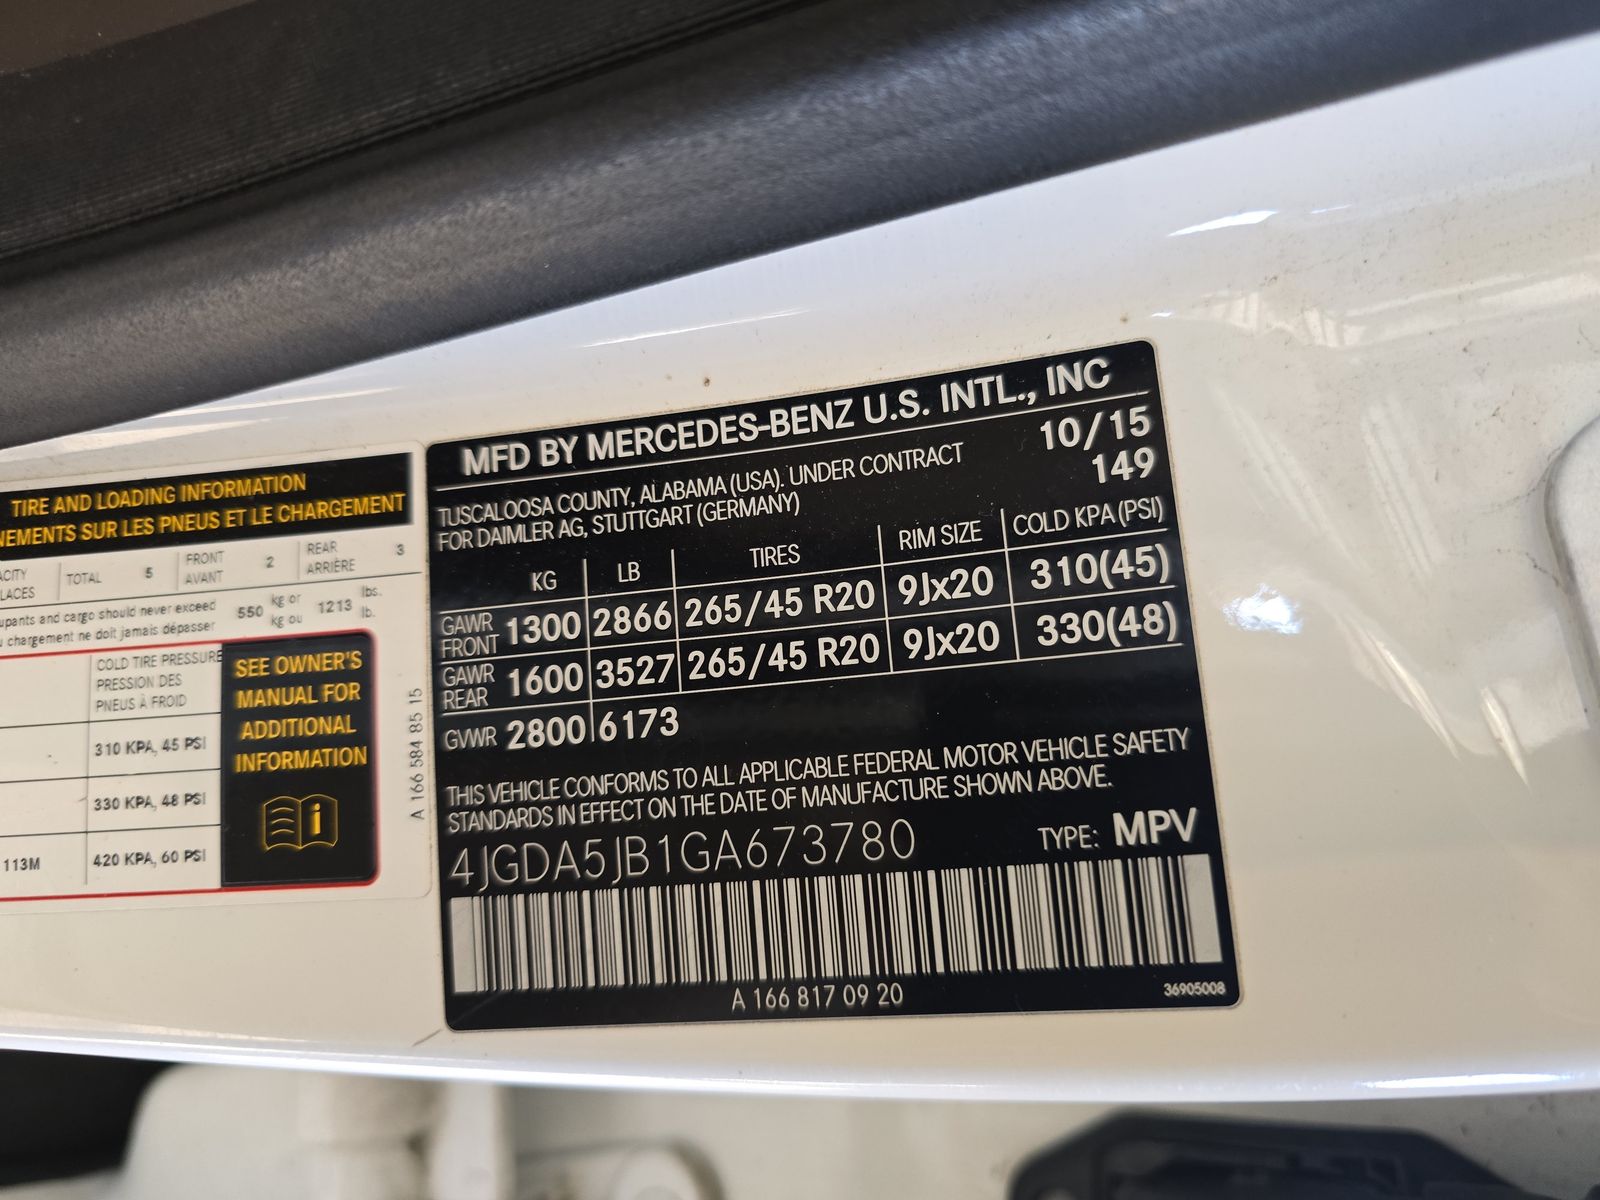 TIRE AND LOADING INFORMATION
NEMENTS SUR LES PNEUS ET LE CHARGEMENT
TOTAL 5 FRONT AVANT 2 REAR ARRIÈRE 3
LACES
upants and cargo should never exceed
chargement ne doit jamais dépasser
550 kg or kg ou 1213 lbs. lb.
COLD TIRE PRESSURE
PRESSION DES
PNEUS À FROID
310 KPA, 45 PSI
330 KPA, 48 PSI
113M 420 KPA, 60 PSI
SEE OWNER'S
MANUAL FOR
ADDITIONAL
INFORMATION
i
A 166 584 85 15
MFD BY MERCEDES-BENZ U.S. INTL., INC
TUSCALOOSA COUNTY, ALABAMA (USA). UNDER CONTRACT 10/15
FOR DAIMLER AG, STUTTGART (GERMANY) 149
KG LB TIRES RIM SIZE COLD KPA (PSI)
GAWR FRONT 1300 2866 265/45 R20 9Jx20 310(45)
GAWR REAR 1600 3527 265/45 R20 9Jx20 330(48)
GVWR 2800 6173
THIS VEHICLE CONFORMS TO ALL APPLICABLE FEDERAL MOTOR VEHICLE SAFETY
STANDARDS IN EFFECT ON THE DATE OF MANUFACTURE SHOWN ABOVE.
4JGDA5JB1GA673780 TYPE: MPV
A 166 817 09 20 36905008